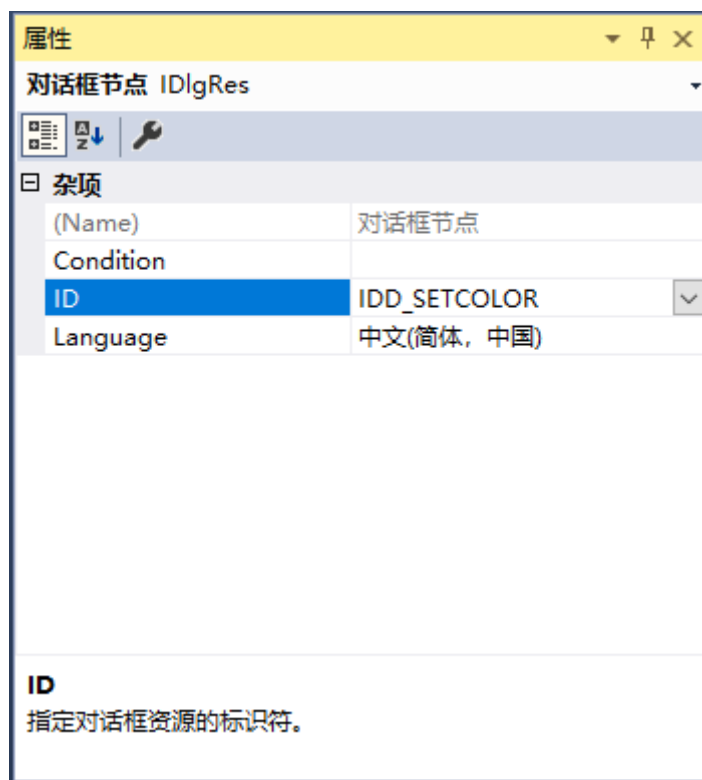 属性
对话框节点 IDlgRes
杂项
(Name) 对话框节点
Condition
ID IDD_SETCOLOR
Language 中文(简体，中国)
ID
指定对话框资源的标识符。